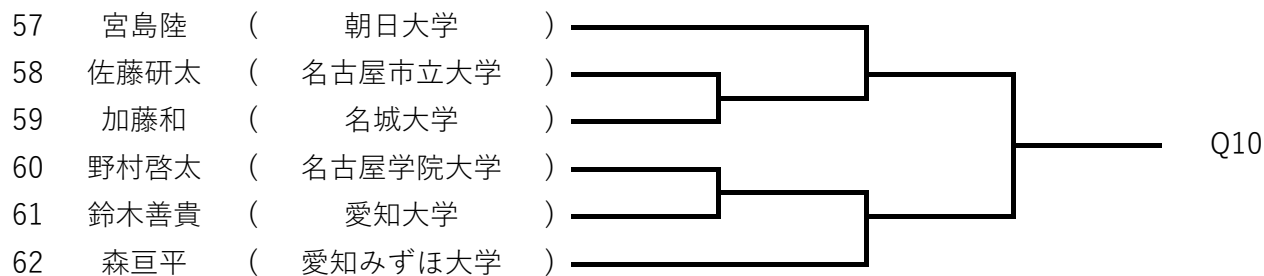 57 宮島陸 ( 朝日大学 )
58 佐藤研太 ( 名古屋市立大学 )
59 加藤和 ( 名城大学 )
60 野村啓太 ( 名古屋学院大学 )
61 鈴木善貴 ( 愛知大学 )
62 森亘平 ( 愛知みずほ大学 )
Q10